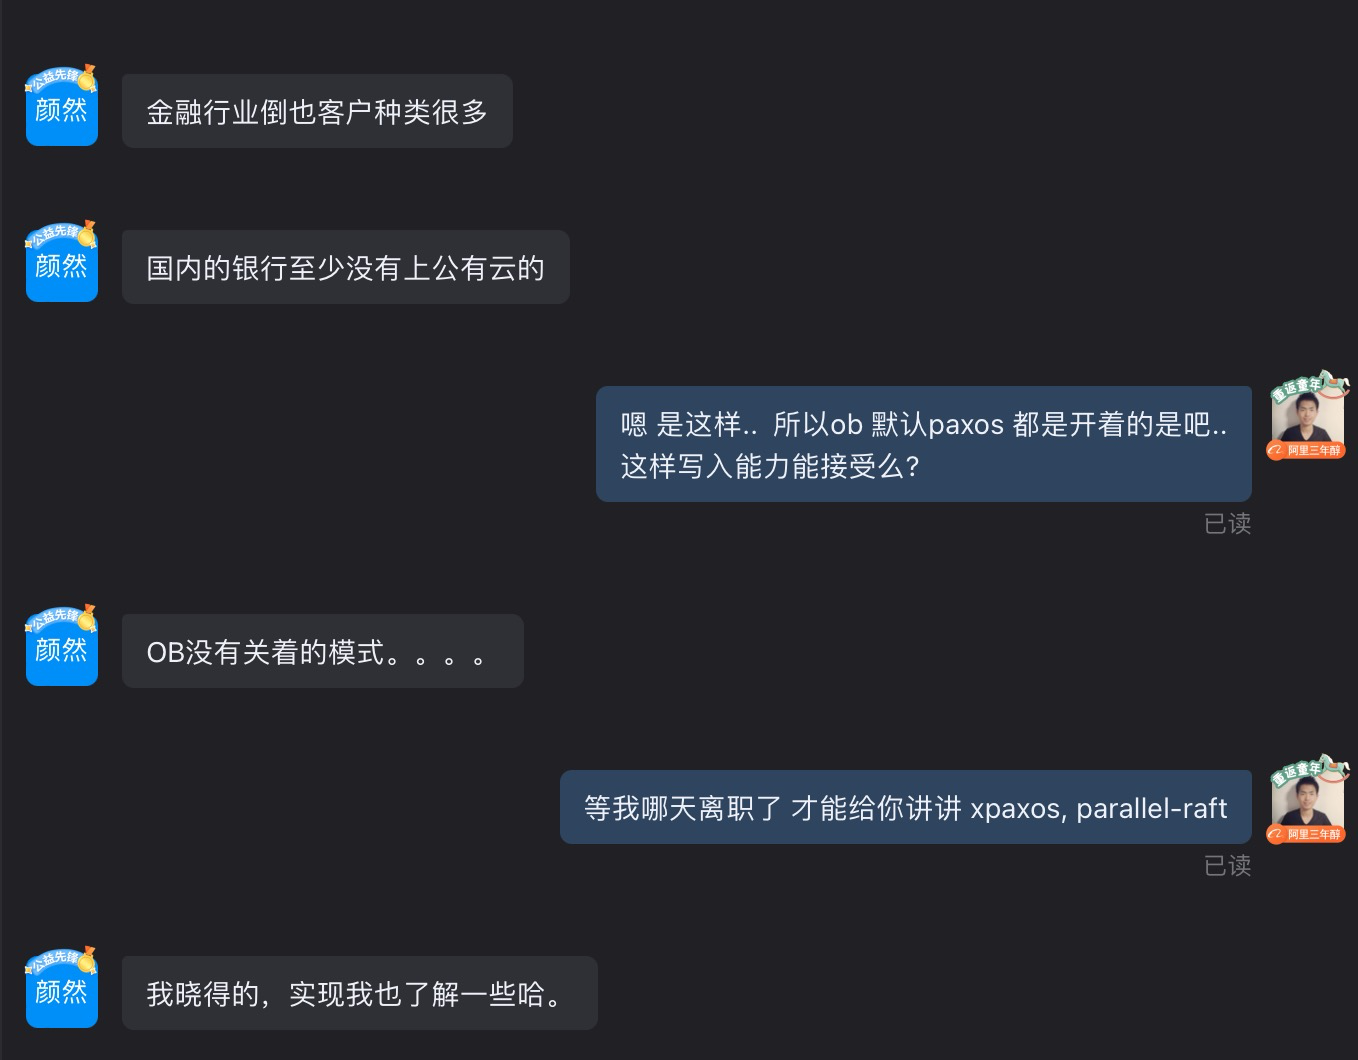 公益先锋
颜然
金融行业倒也客户种类很多
公益先锋
颜然
国内的银行至少没有上公有云的
重返童年
嗯 是这样.. 所以ob 默认paxos 都是开着的是吧..
这样写入能力能接受么?
阿里三年醇
已读
公益先锋
颜然
OB没有关着的模式。。。。
重返童年
等我哪天离职了 才能给你讲讲 xpaxos, parallel-raft
阿里三年醇
已读
公益先锋
颜然
我晓得的，实现我也了解一些哈。